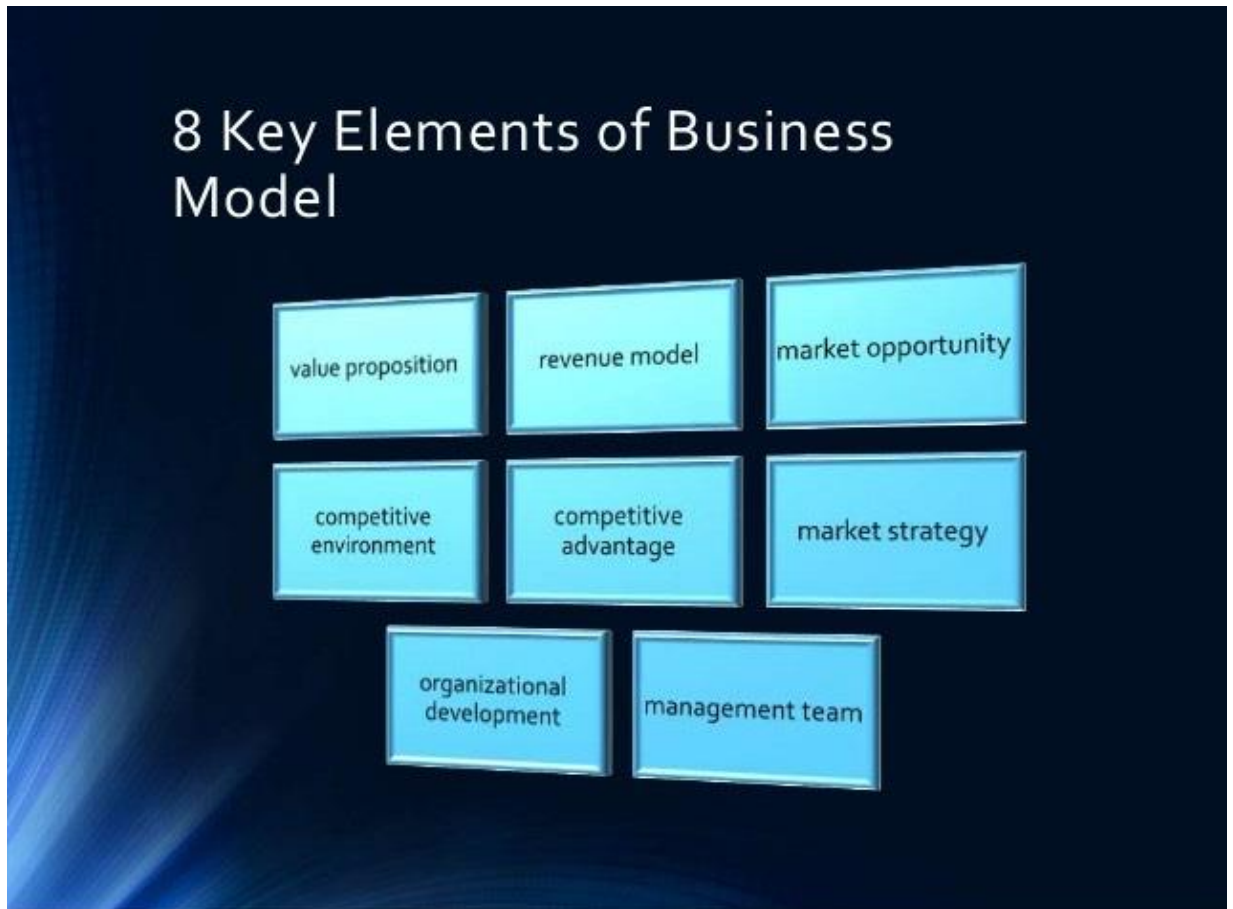 8 Key Elements of Business
Model
value proposition
revenue model
market opportunity
competitive
environment
competitive
advantage
market strategy
organizational
development
management team